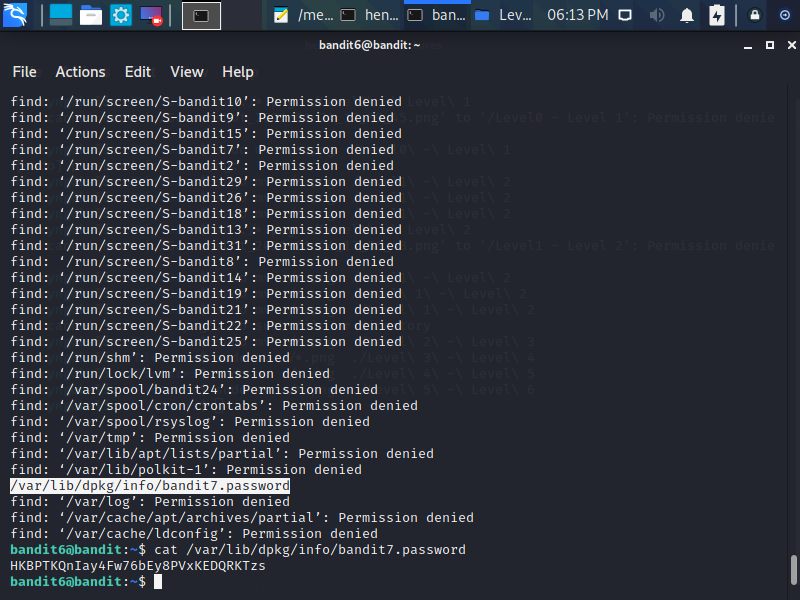 /me...
hen...
ban...
Lev...
06:13 PM
bandit6@bandit: ~
File Actions Edit View Help
find: ‘/run/screen/S-bandit10’: Permission denied
find: ‘/run/screen/S-bandit9’: Permission denied
find: ‘/run/screen/S-bandit15’: Permission denied
find: ‘/run/screen/S-bandit7’: Permission denied
find: ‘/run/screen/S-bandit2’: Permission denied
find: ‘/run/screen/S-bandit29’: Permission denied
find: ‘/run/screen/S-bandit26’: Permission denied
find: ‘/run/screen/S-bandit18’: Permission denied
find: ‘/run/screen/S-bandit13’: Permission denied
find: ‘/run/screen/S-bandit31’: Permission denied
find: ‘/run/screen/S-bandit8’: Permission denied
find: ‘/run/screen/S-bandit14’: Permission denied
find: ‘/run/screen/S-bandit19’: Permission denied
find: ‘/run/screen/S-bandit21’: Permission denied
find: ‘/run/screen/S-bandit22’: Permission denied
find: ‘/run/screen/S-bandit25’: Permission denied
find: ‘/run/shm’: Permission denied
find: ‘/run/lock/lvm’: Permission denied
find: ‘/var/spool/bandit24’: Permission denied
find: ‘/var/spool/cron/crontabs’: Permission denied
find: ‘/var/spool/rsyslog’: Permission denied
find: ‘/var/tmp’: Permission denied
find: ‘/var/lib/apt/lists/partial’: Permission denied
find: ‘/var/lib/polkit-1’: Permission denied
/var/lib/dpkg/info/bandit7.password
find: ‘/var/log’: Permission denied
find: ‘/var/cache/apt/archives/partial’: Permission denied
find: ‘/var/cache/ldconfig’: Permission denied
bandit6@bandit:~$ cat /var/lib/dpkg/info/bandit7.password
HKBPTKQnIay4Fw76bEy8PVxKEDQRKTzs
bandit6@bandit:~$